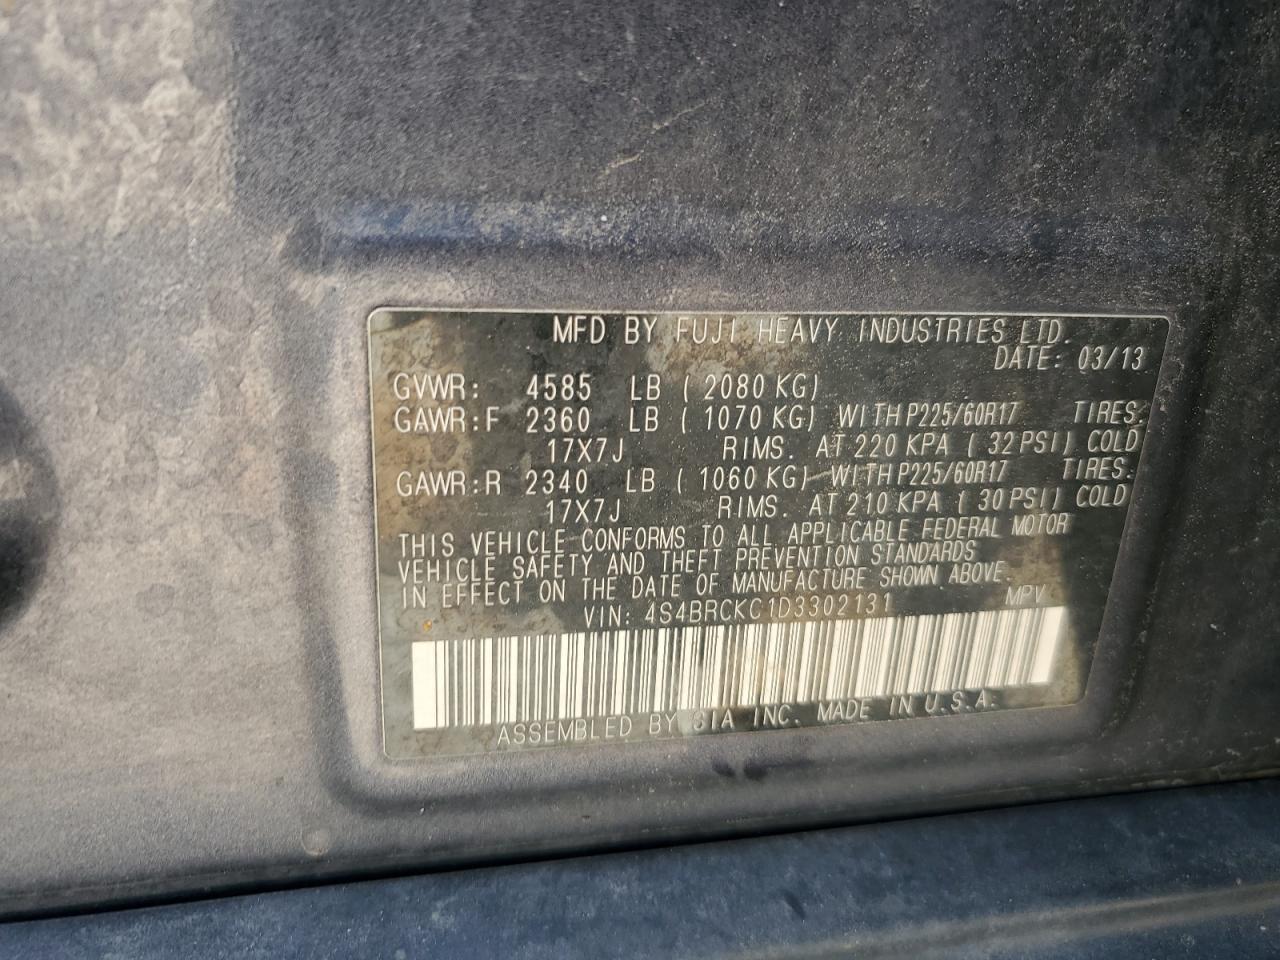 MFD BY FUJI HEAVY INDUSTRIES LTD.
DATE: 03/13
GVWR: 4585 LB ( 2080 KG)
GAWR:F 2360 LB ( 1070 KG) WITH P225/60R17 TIRES:
17X7J RIMS. AT 220 KPA ( 32 PSI) COLD
GAWR:R 2340 LB ( 1060 KG) WITH P225/60R17 TIRES:
17X7J RIMS. AT 210 KPA ( 30 PSI) COLD
THIS VEHICLE CONFORMS TO ALL APPLICABLE FEDERAL MOTOR
VEHICLE SAFETY AND THEFT PREVENTION STANDARDS
IN EFFECT ON THE DATE OF MANUFACTURE SHOWN ABOVE.
VIN: 4S4BRCKC1D3302131 MPV
ASSEMBLED BY SIA INC. MADE IN U.S.A.